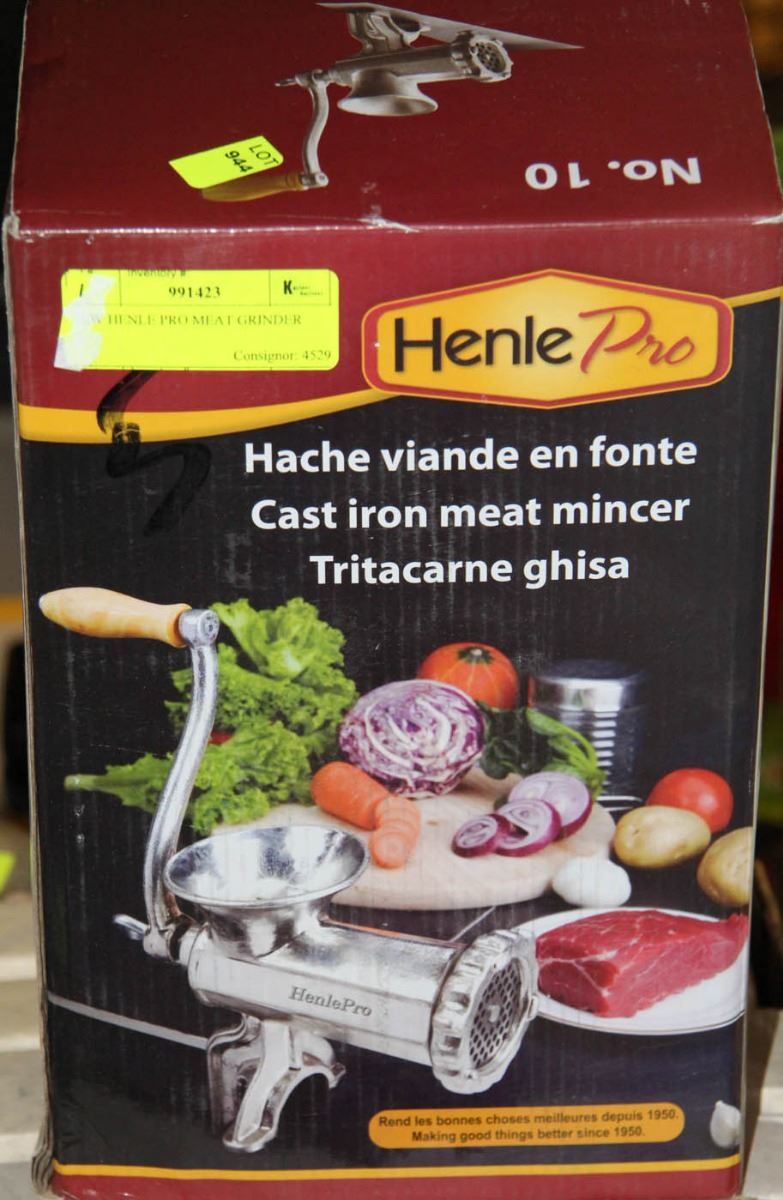 LOT
944
No. 10
Inventory #
991423
HENLE PRO MEAT GRINDER
Consignor: 4529
Henle Pro
Hache viande en fonte
Cast iron meat mincer
Tritacarne ghisa
HenlePro
Rend les bonnes choses meilleures depuis 1950.
Making good things better since 1950.